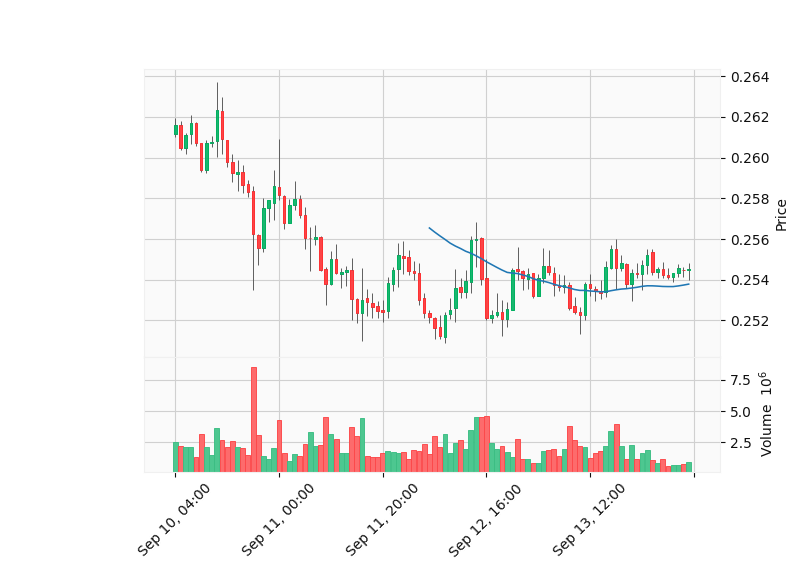 0.264
0.262
0.260
0.258
0.256
0.254
0.252
Price
7.5
5.0
2.5
Volume 10^6
Sep 10, 04:00
Sep 11, 00:00
Sep 11, 20:00
Sep 12, 16:00
Sep 13, 12:00